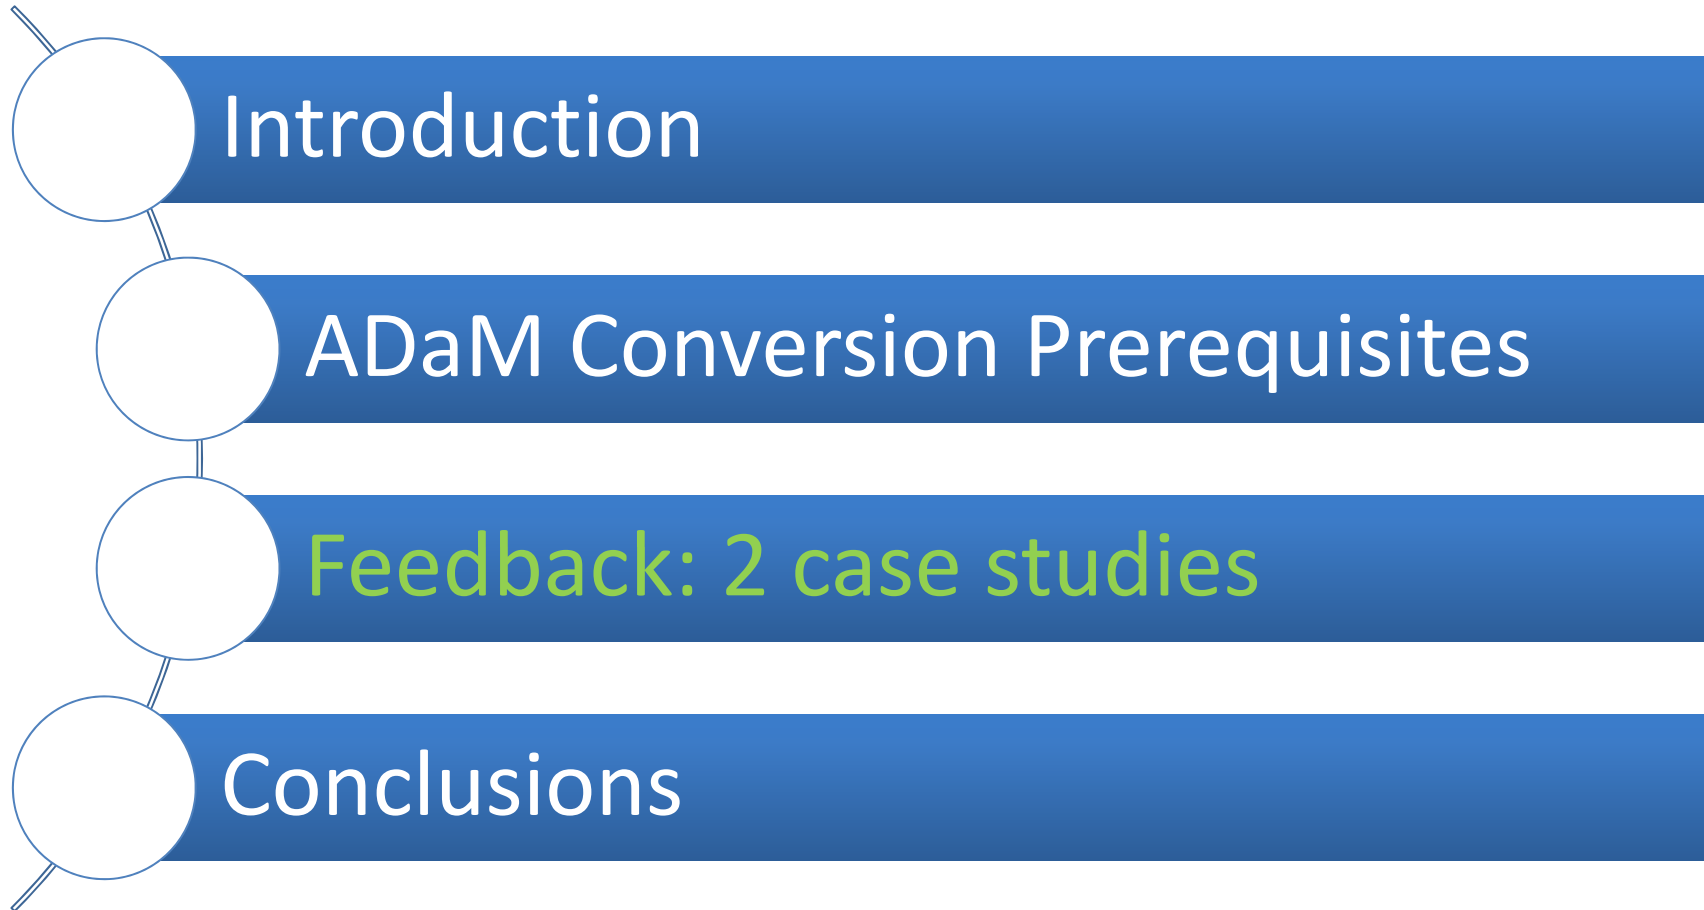 Introduction
ADaM Conversion Prerequisites
Feedback: 2 case studies
Conclusions